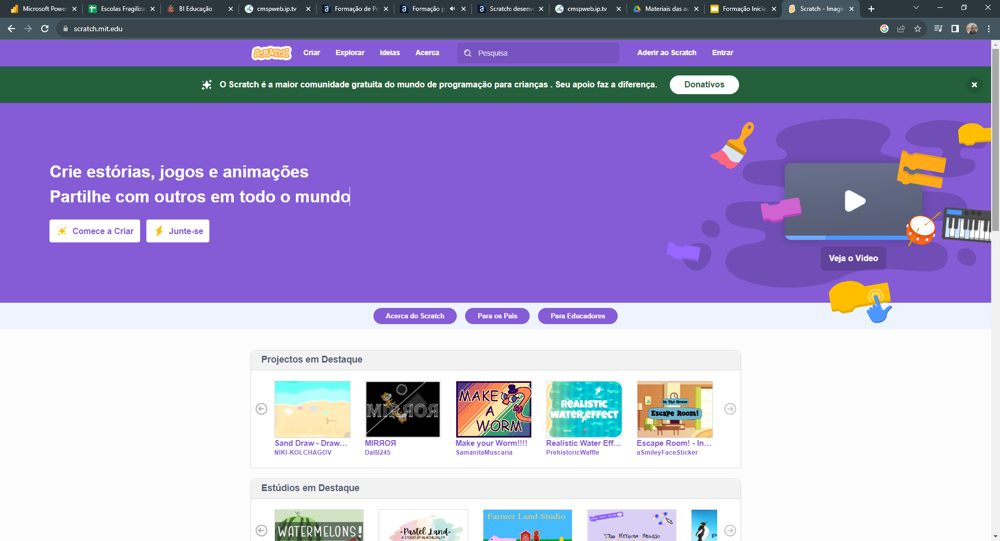 Microsoft Power
Escolas Fragiliza
BI Educação
cmspweb.ip.tv
Formação de Pr
Formação p
Scratch: desenv
cmspweb.ip.tv
Materiais das au
Formação Inicia
Scratch - Imagin
scratch.mit.edu
SCRATCH
Criar
Explorar
Ideias
Acerca
Pesquisa
Aderir ao Scratch
Entrar
O Scratch é a maior comunidade gratuita do mundo de programação para crianças . Seu apoio faz a diferença.
Donativos
Crie estórias, jogos e animações
Partilhe com outros em todo o mundo
Comece a Criar
Junte-se
Veja o Vídeo
Acerca do Scratch
Para os Pais
Para Educadores
Projectos em Destaque
SAND DRAW
MIRЯOЯ
MAKE
A
WORM
REALISTIC
WATER EFFECT
In The House
Escape Room!
Sand Draw - Draw...
NIKI-KOLCHAGOV
MIRЯOЯ
DalB245
Make your Worm!!!!
SamanitaMuscaria
Realistic Water Eff...
PrehistoricWaffle
Escape Room! - In...
aSmileyFaceSticker
Estúdios em Destaque
WATERMELONS!
-Pastel Land-
A STUDIO BY GLACIALSAL24
Farmer Land Studio
The Effects Studio
P